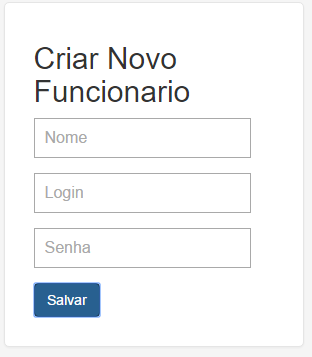 Criar Novo
Funcionario
Nome
Login
Senha
Salvar